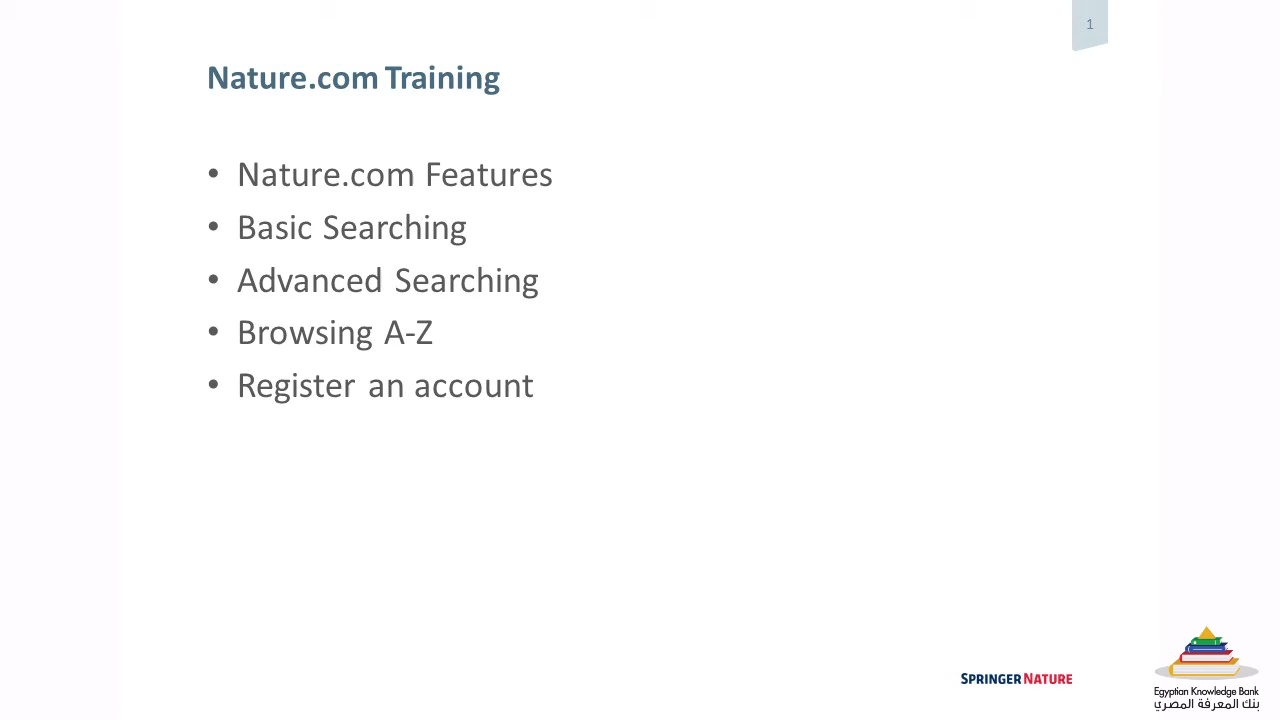 1
Nature.com Training
• Nature.com Features
• Basic Searching
• Advanced Searching
• Browsing A-Z
• Register an account
SPRINGER NATURE
Egyptian Knowledge Bank
بنك المعرفة المصري